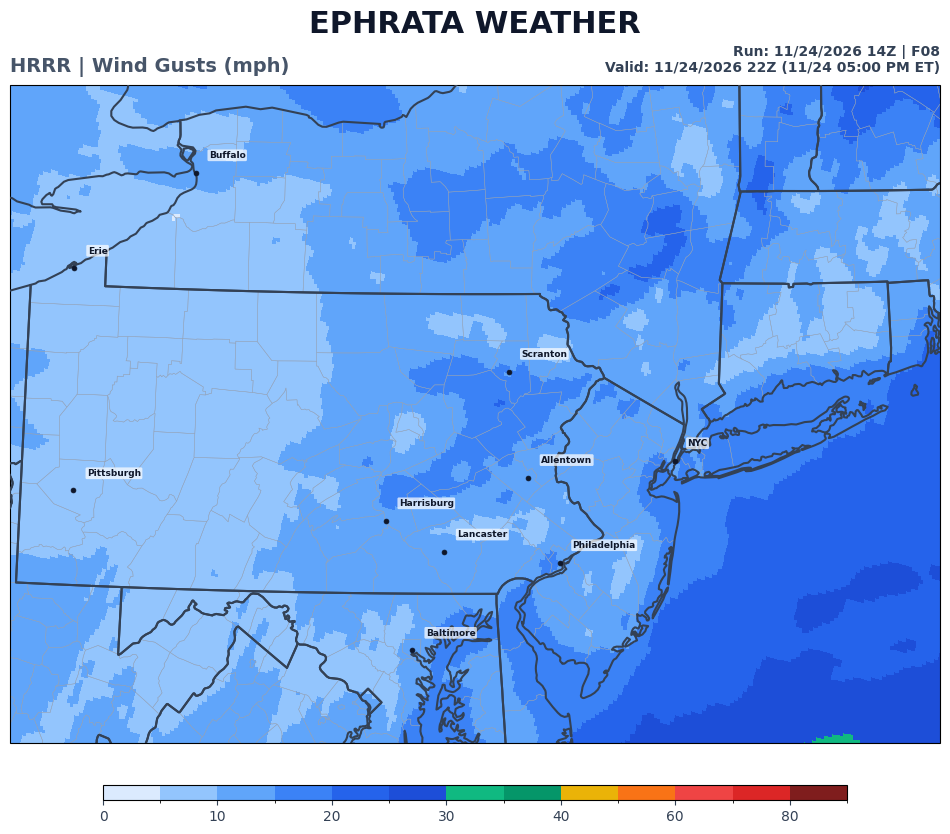 EPHRATA WEATHER
HRRR | Wind Gusts (mph)
Run: 11/24/2026 14Z | F08
Valid: 11/24/2026 22Z (11/24 05:00 PM ET)
Buffalo
Erie
Scranton
NYC
Allentown
Pittsburgh
Harrisburg
Lancaster
Philadelphia
Baltimore
0 10 20 30 40 50 60 70 80